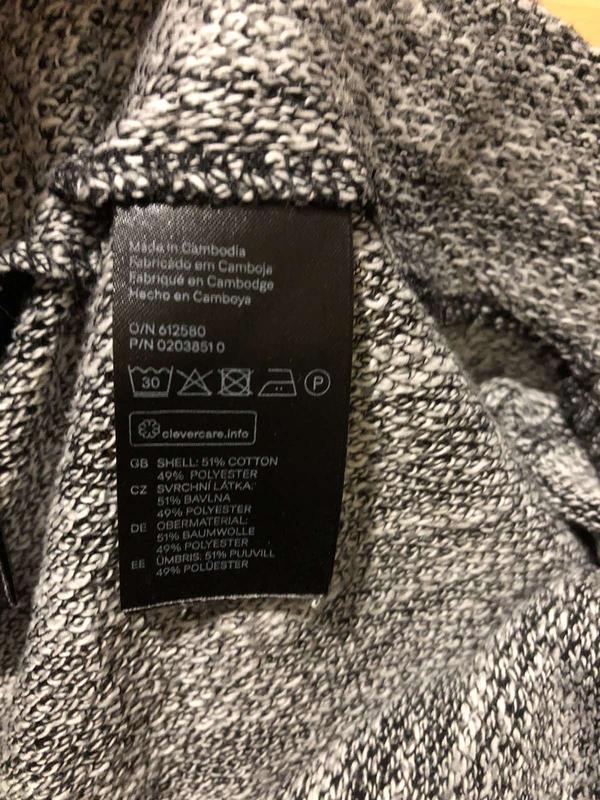 Made in Cambodia
Fabricado em Camboja
Fabriqué en Cambodge
Hecho en Camboya
O/N 612580
P/N 0203851 0
30
P
clevercare.info
GB SHELL: 51% COTTON
49% POLYESTER
CZ SVRCHNÍ LÁTKA:
51% BAVLNA
49% POLYESTER
DE OBERMATERIAL:
51% BAUMWOLLE
49% POLYESTER
EE ÜMBRIS: 51% PUUVILL
49% POLÜESTER